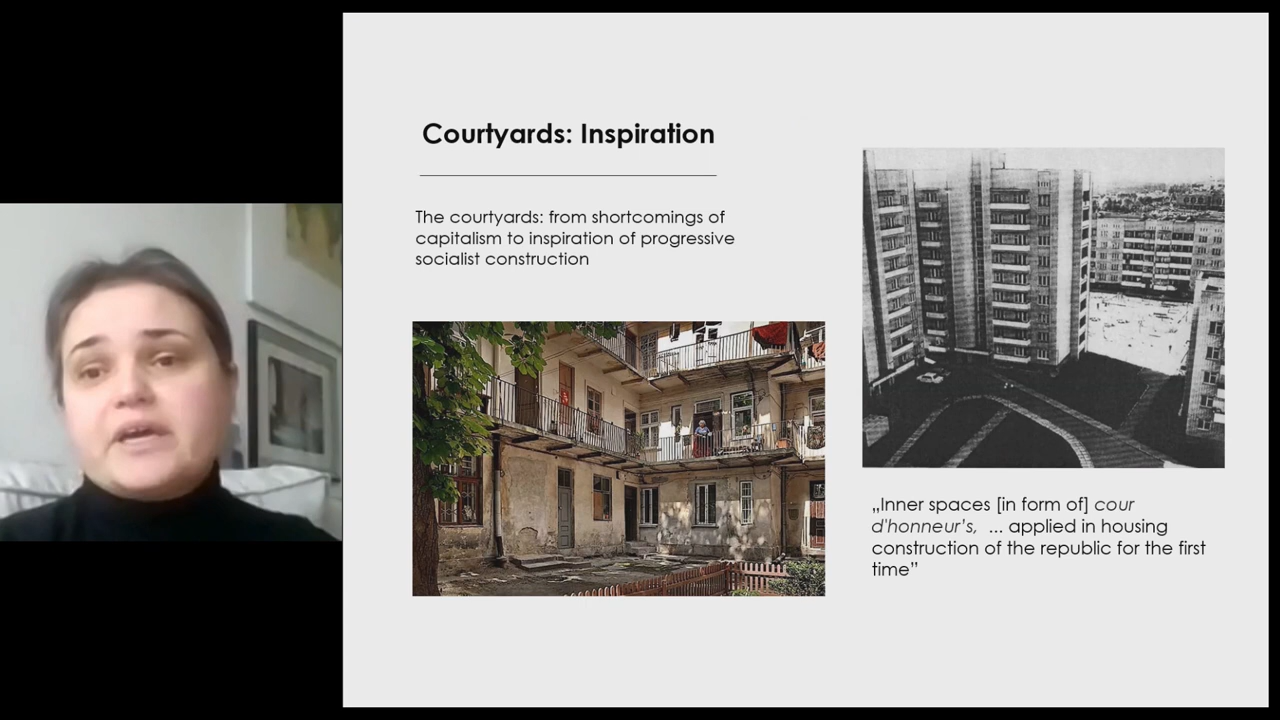 Courtyards: Inspiration
The courtyards: from shortcomings of
capitalism to inspiration of progressive
socialist construction
„Inner spaces [in form of] cour
d'honneur's, ... applied in housing
construction of the republic for the first
time”